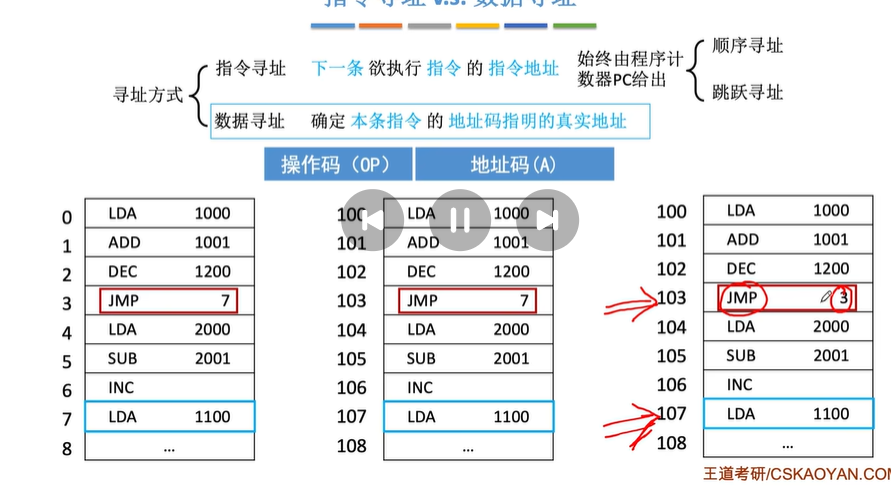 指令寻址 v.s. 数据寻址
寻址方式
指令寻址 下一条 欲执行 指令 的 指令地址 始终由程序计数器PC给出
顺序寻址
跳跃寻址
数据寻址 确定 本条指令 的 地址码指明的真实地址
操作码（OP） 地址码(A)
0 LDA 1000
1 ADD 1001
2 DEC 1200
3 JMP 7
4 LDA 2000
5 SUB 2001
6 INC
7 LDA 1100
8 ...
100 LDA 1000
101 ADD 1001
102 DEC 1200
103 JMP 7
104 LDA 2000
105 SUB 2001
106 INC
107 LDA 1100
108 ...
100 LDA 1000
101 ADD 1001
102 DEC 1200
103 JMP 3
104 LDA 2000
105 SUB 2001
106 INC
107 LDA 1100
108 ...
王道考研/CSKAOYAN.COM